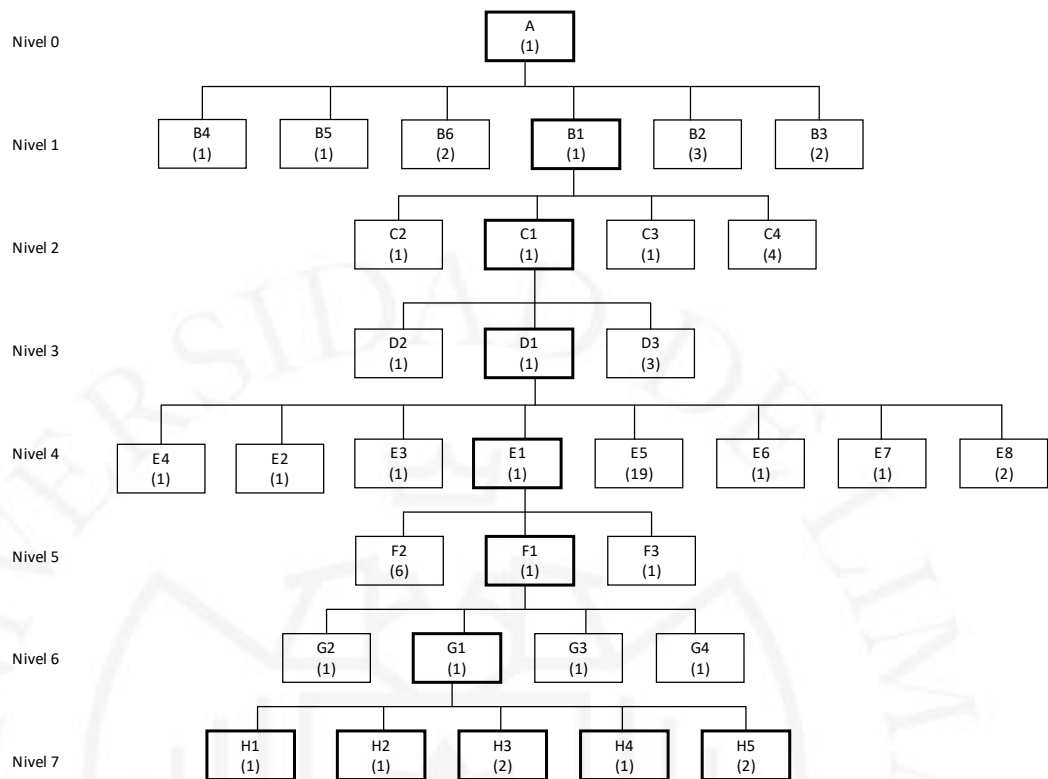 Nivel 0
A
(1)
Nivel 1
B4
(1)
B5
(1)
B6
(2)
B1
(1)
B2
(3)
B3
(2)
Nivel 2
C2
(1)
C1
(1)
C3
(1)
C4
(4)
Nivel 3
D2
(1)
D1
(1)
D3
(3)
Nivel 4
E4
(1)
E2
(1)
E3
(1)
E1
(1)
E5
(19)
E6
(1)
E7
(1)
E8
(2)
Nivel 5
F2
(6)
F1
(1)
F3
(1)
Nivel 6
G2
(1)
G1
(1)
G3
(1)
G4
(1)
Nivel 7
H1
(1)
H2
(1)
H3
(2)
H4
(1)
H5
(2)
VERSIDAD DE LIM